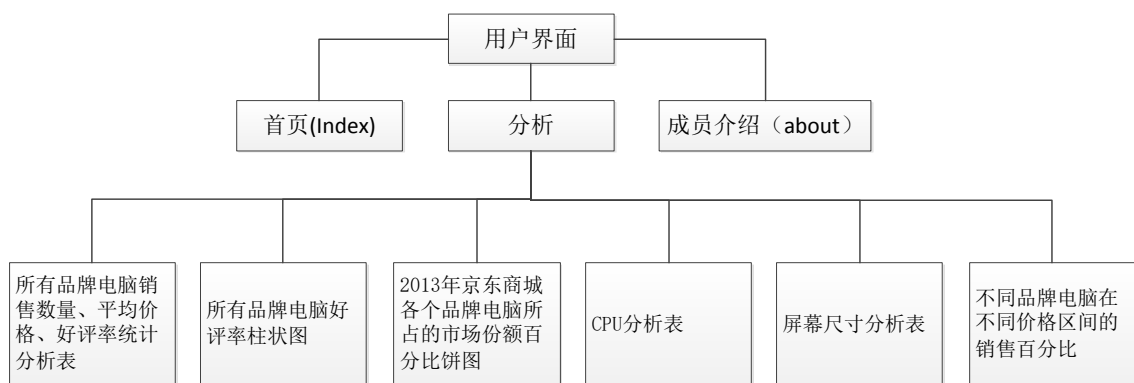 用户界面
首页(Index)
分析
成员介绍（about）
所有品牌电脑销
售数量、平均价
格、好评率统计
分析表
所有品牌电脑好
评率柱状图
2013年京东商城
各个品牌电脑所
占的市场份额百
分比饼图
CPU分析表
屏幕尺寸分析表
不同品牌电脑在
不同价格区间的
销售百分比